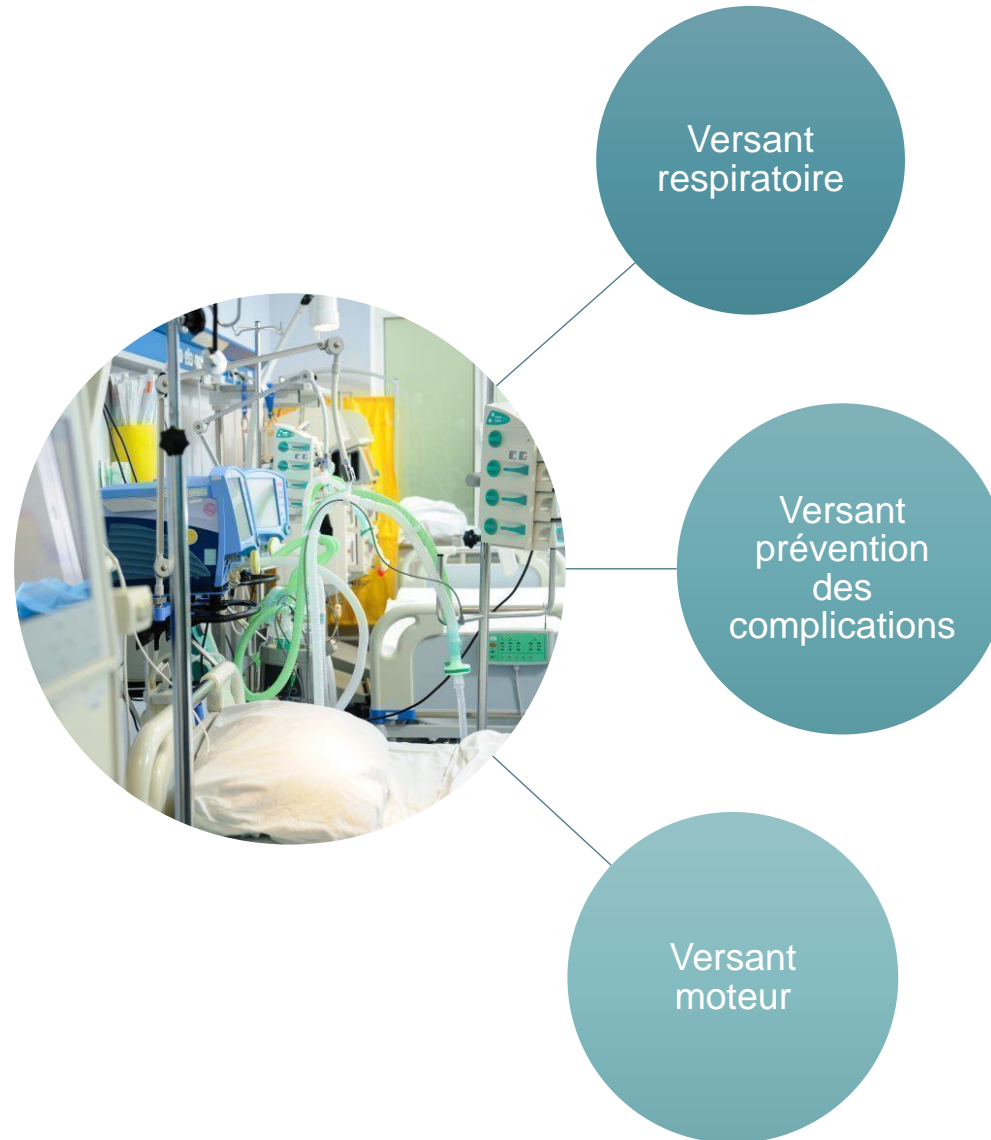 Versant
respiratoire
Versant
prévention
des
complications
Versant
moteur